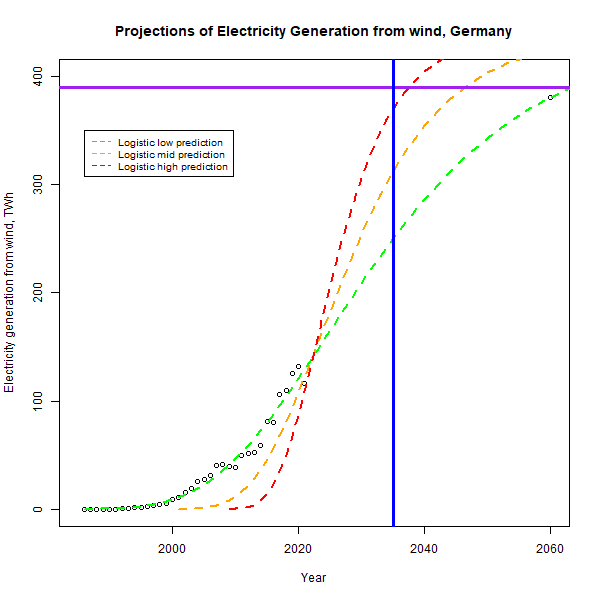 Projections of Electricity Generation from wind, Germany
Electricity generation from wind, TWh
400
300
200
100
0
Logistic low prediction
Logistic mid prediction
Logistic high prediction
2000 2020 2040 2060
Year